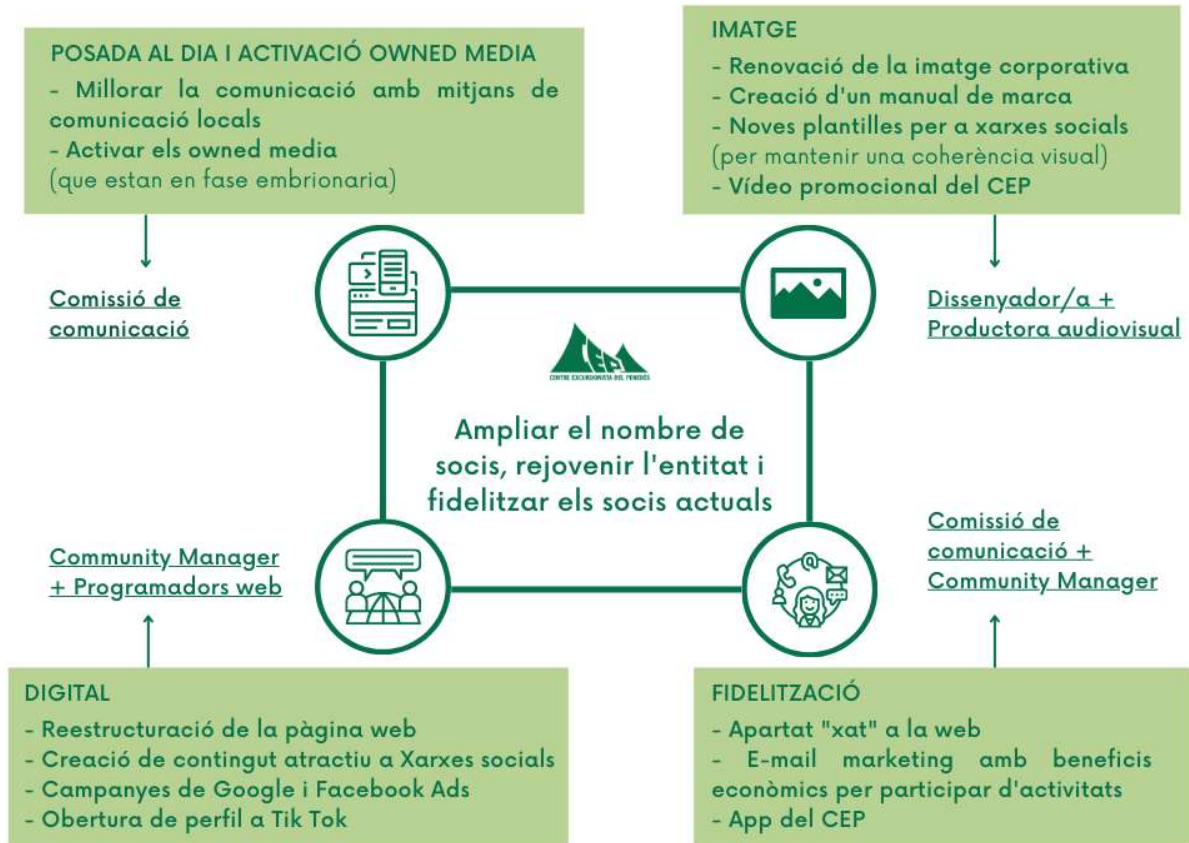 POSADA AL DIA I ACTIVACIÓ OWNED MEDIA
- Millorar la comunicació amb mitjans de
comunicació locals
- Activar els owned media
(que estan en fase embrionaria)
IMATGE
- Renovació de la imatge corporativa
- Creació d'un manual de marca
- Noves plantilles per a xarxes socials
(per mantenir una coherència visual)
- Vídeo promocional del CEP
Comissió de
comunicació
Dissenyador/a +
Productora audiovisual
CEP
CENTRE EXCURSIONISTA DEL PENEDÈS
Ampliar el nombre de
socis, rejovenir l'entitat i
fidelitzar els socis actuals
Community Manager
+ Programadors web
Comissió de
comunicació +
Community Manager
DIGITAL
- Reestructuració de la pàgina web
- Creació de contingut atractiu a Xarxes socials
- Campanyes de Google i Facebook Ads
- Obertura de perfil a Tik Tok
FIDELITZACIÓ
- Apartat "xat" a la web
- E-mail marketing amb beneficis
econòmics per participar d'activitats
- App del CEP